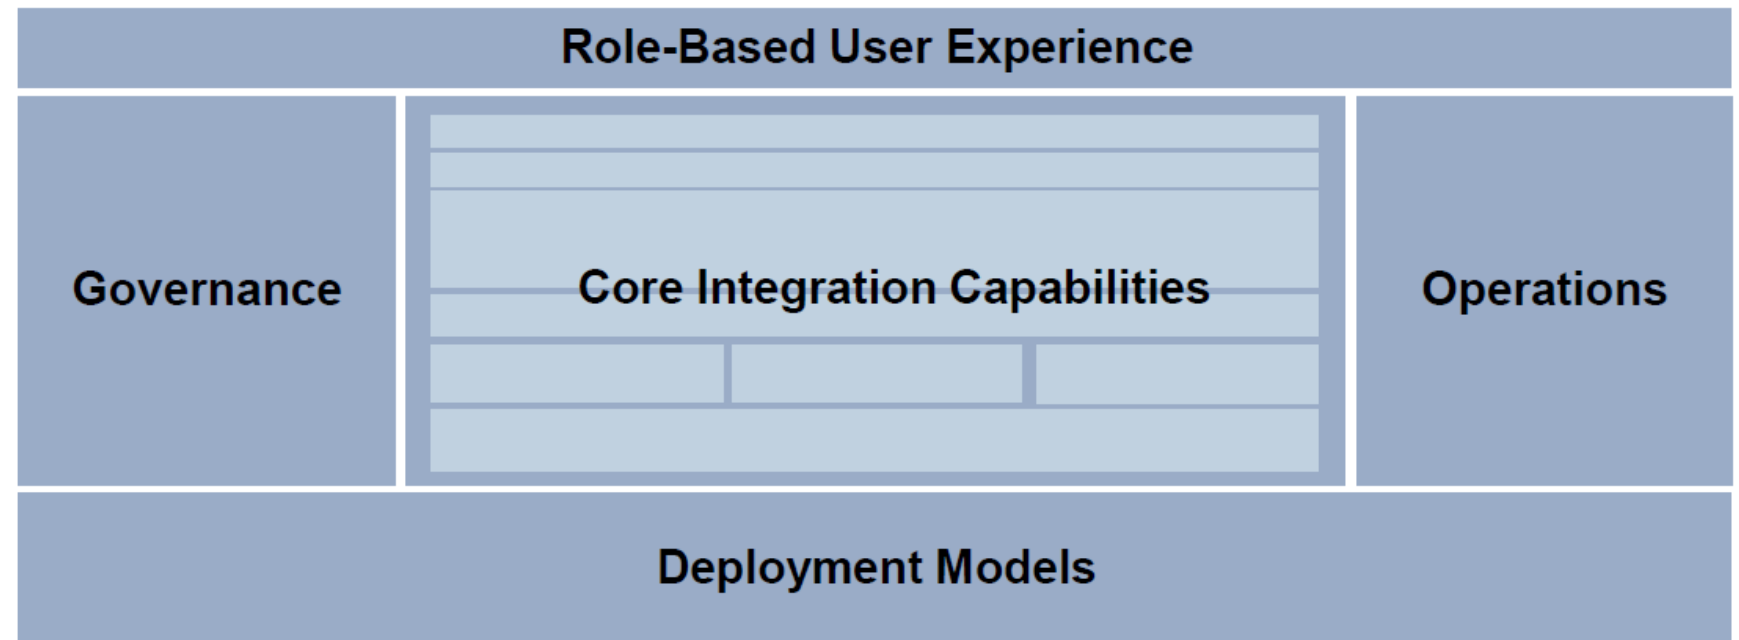 Role-Based User Experience
Governance
Core Integration Capabilities
Operations
Deployment Models